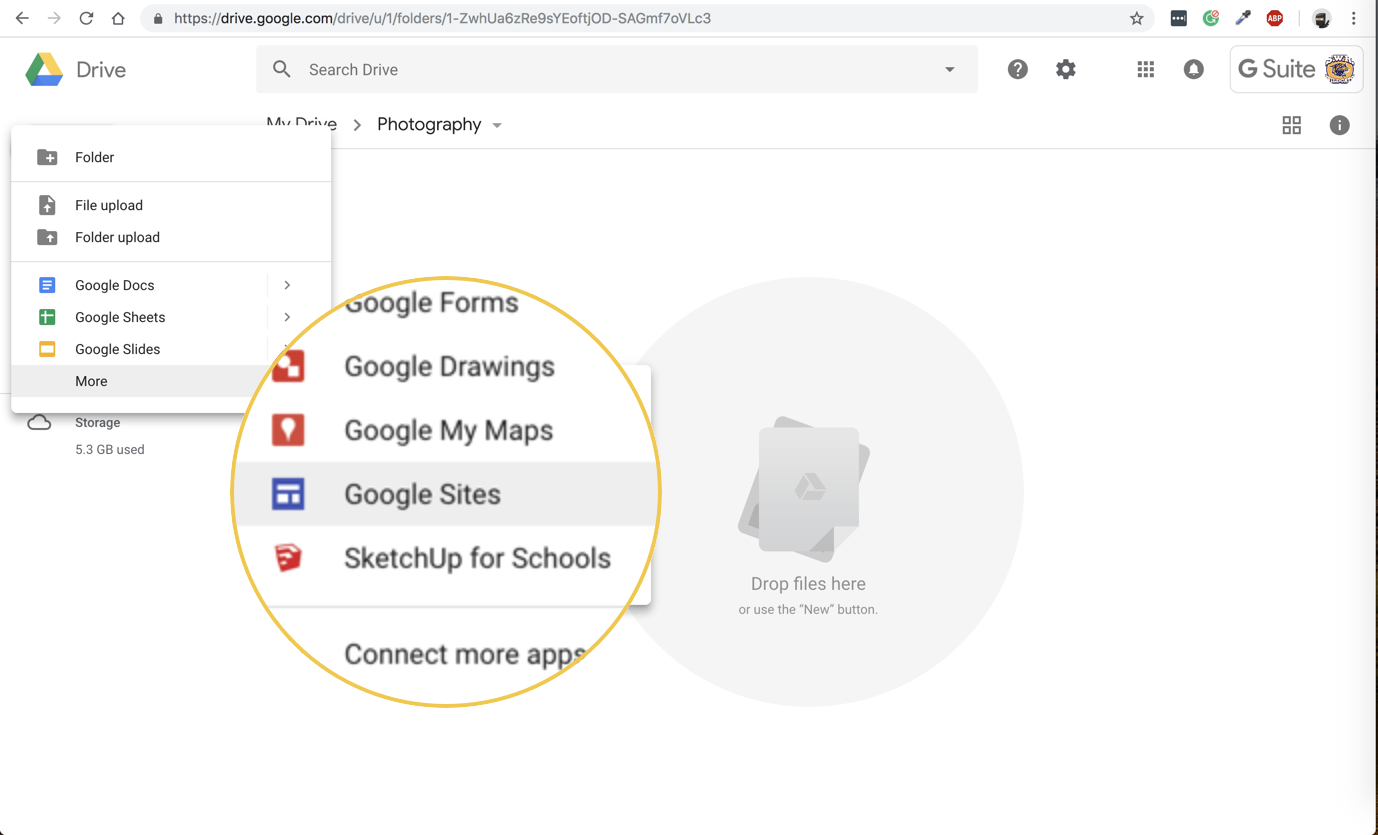 https://drive.google.com/drive/u/1/folders/1-ZwhUa6zRe9sYEoftjOD-SAGmf7oVLc3
ABP
Drive
Search Drive
G Suite
My Drive > Photography
Folder
File upload
Folder upload
Google Docs
Google Sheets
Google Slides
More
Storage
5.3 GB used
Google Forms
Google Drawings
Google My Maps
Google Sites
SketchUp for Schools
Connect more apps
Drop files here
or use the “New” button.